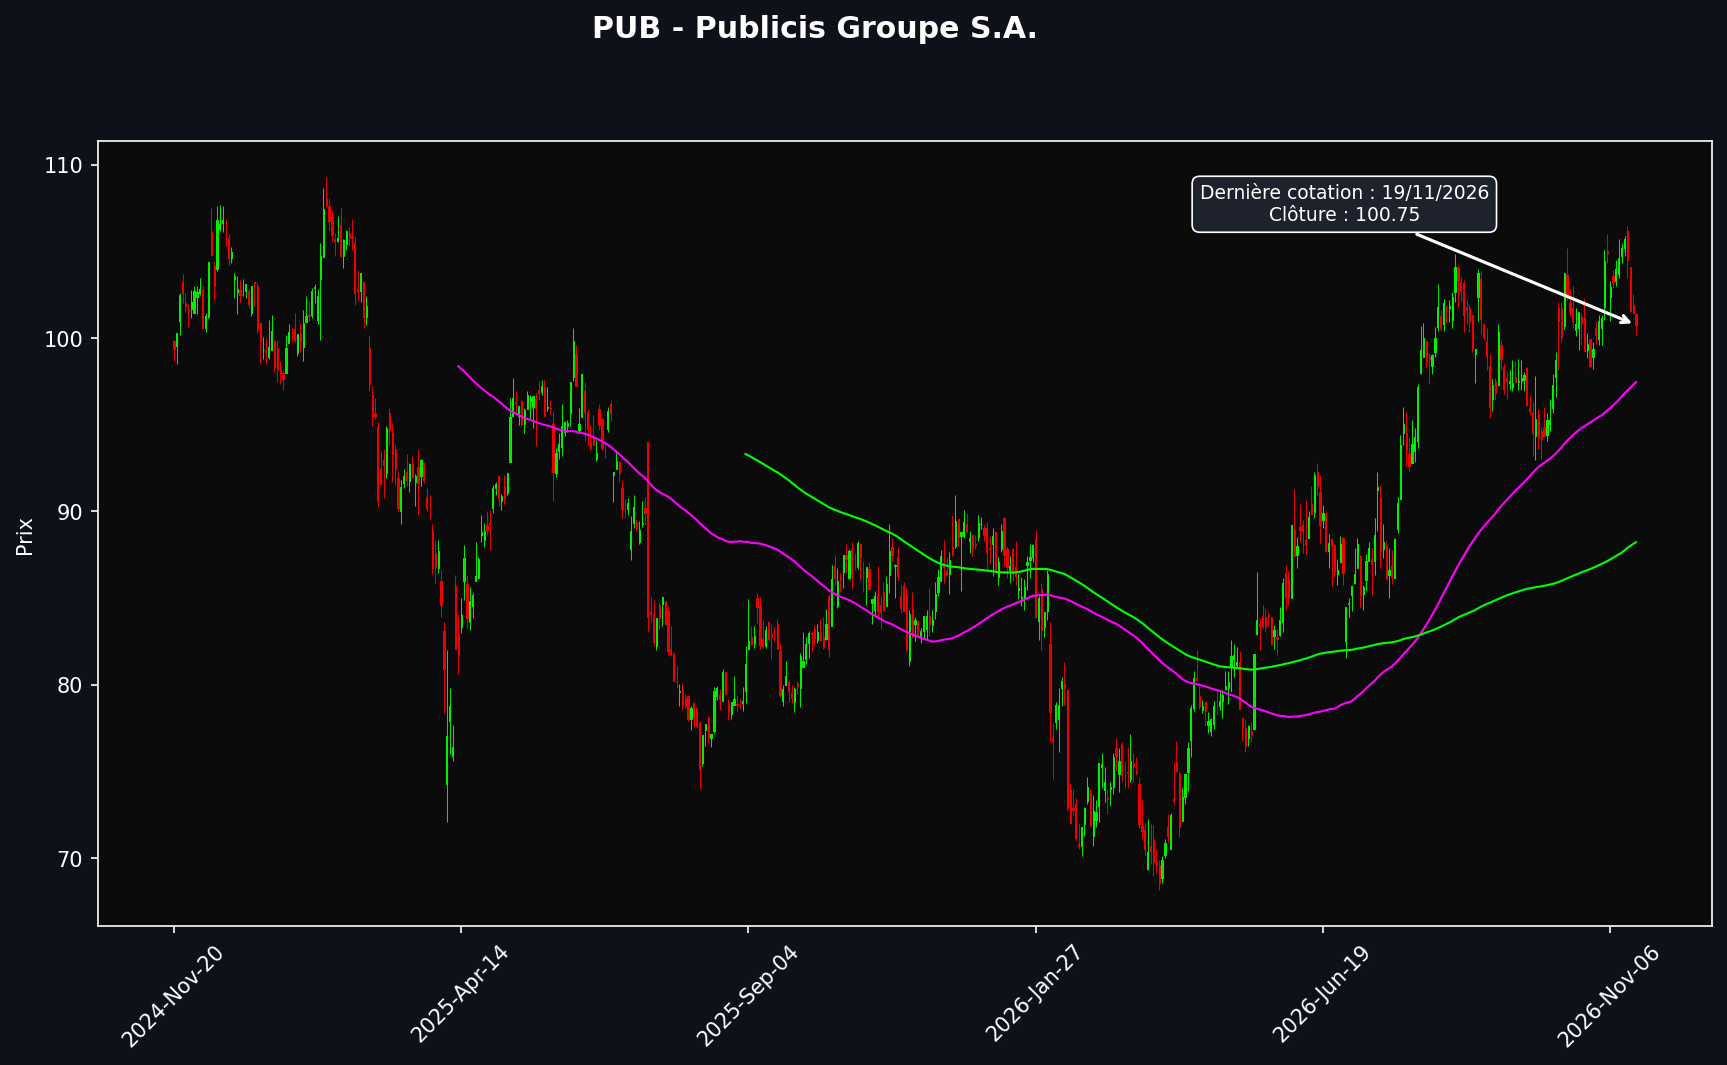 PUB - Publicis Groupe S.A.
Dernière cotation : 19/11/2026
Clôture : 100.75
Prix
110
100
90
80
70
2024-Nov-20
2025-Apr-14
2025-Sep-04
2026-Jan-27
2026-Jun-19
2026-Nov-06